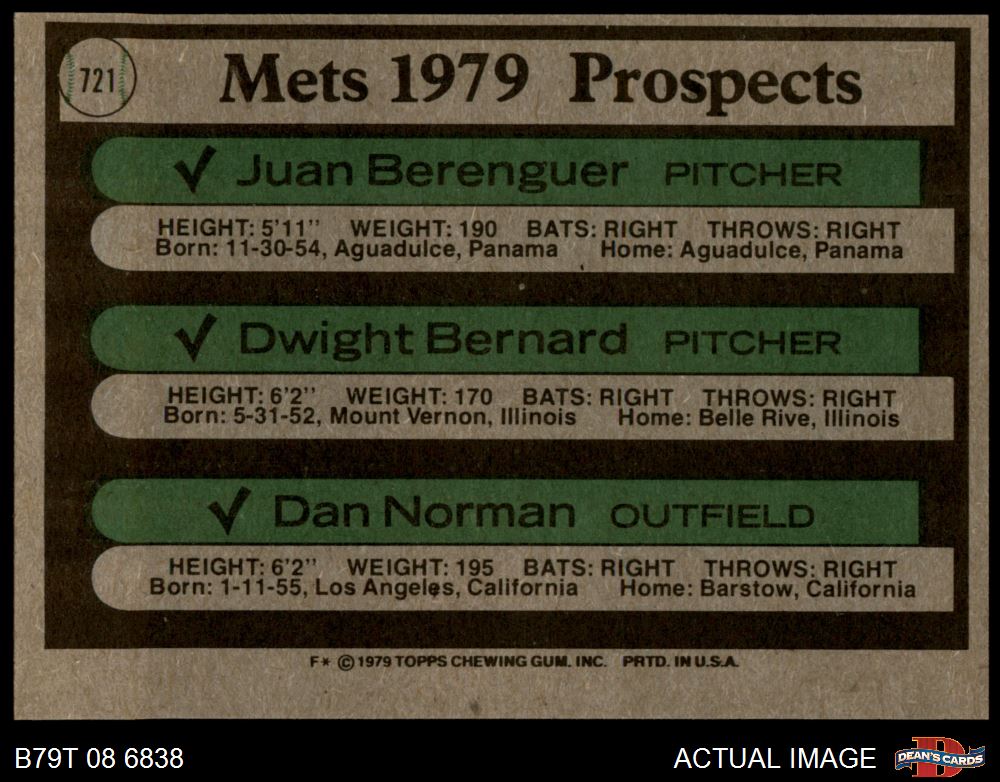 721
Mets 1979 Prospects
✓ Juan Berenguer PITCHER
HEIGHT: 5'11" WEIGHT: 190 BATS: RIGHT THROWS: RIGHT
Born: 11-30-54, Aguadulce, Panama Home: Aguadulce, Panama
✓ Dwight Bernard PITCHER
HEIGHT: 6'2" WEIGHT: 170 BATS: RIGHT THROWS: RIGHT
Born: 5-31-52, Mount Vernon, Illinois Home: Belle Rive, Illinois
✓ Dan Norman OUTFIELD
HEIGHT: 6'2" WEIGHT: 195 BATS: RIGHT THROWS: RIGHT
Born: 1-11-55, Los Angeles, California Home: Barstow, California
F* © 1979 TOPPS CHEWING GUM. INC. PRTD. IN U.S.A.
B79T 08 6838 ACTUAL IMAGE D DEAN'S CARDS